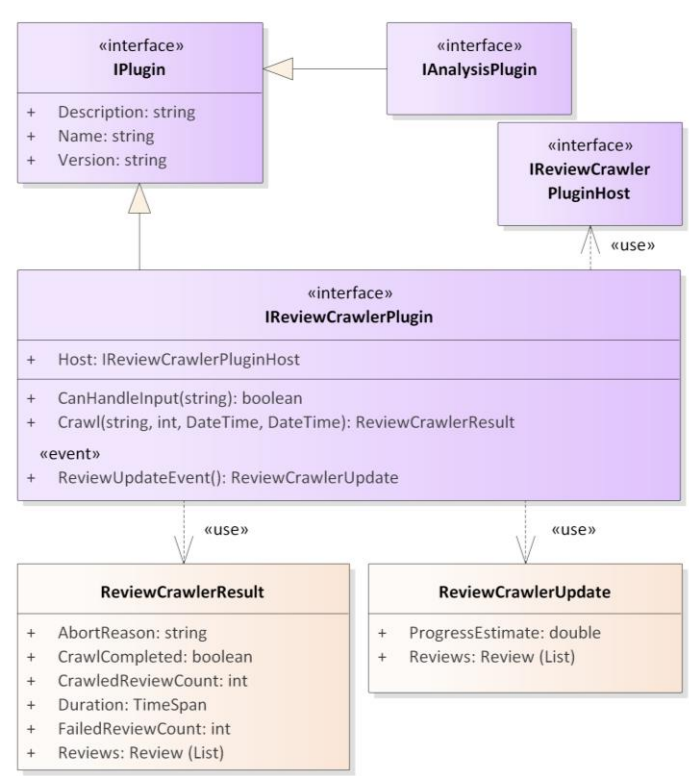 «interface»
IPlugin
+ Description: string
+ Name: string
+ Version: string
«interface»
IAnalysisPlugin
«interface»
IReviewCrawler
PluginHost
«use»
«interface»
IReviewCrawlerPlugin
+ Host: IReviewCrawlerPluginHost
+ CanHandleInput(string): boolean
+ Crawl(string, int, DateTime, DateTime): ReviewCrawlerResult
«event»
+ ReviewUpdateEvent(): ReviewCrawlerUpdate
«use»
«use»
ReviewCrawlerResult
+ AbortReason: string
+ CrawlCompleted: boolean
+ CrawledReviewCount: int
+ Duration: TimeSpan
+ FailedReviewCount: int
+ Reviews: Review (List)
ReviewCrawlerUpdate
+ ProgressEstimate: double
+ Reviews: Review (List)